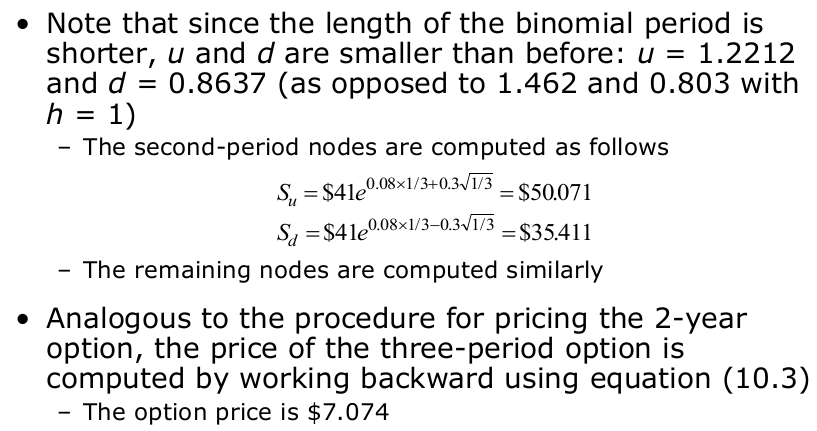 • Note that since the length of the binomial period is
shorter, u and d are smaller than before: u = 1.2212
and d = 0.8637 (as opposed to 1.462 and 0.803 with
h = 1)
– The second-period nodes are computed as follows
S_u = $41e^{0.08×1/3+0.3√1/3} = $50.071
S_d = $41e^{0.08×1/3−0.3√1/3} = $35.411
– The remaining nodes are computed similarly
• Analogous to the procedure for pricing the 2-year
option, the price of the three-period option is
computed by working backward using equation (10.3)
– The option price is $7.074